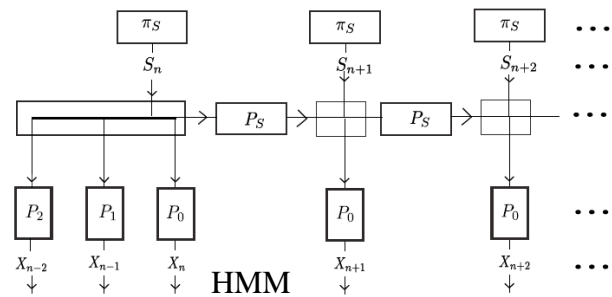 π_S π_S π_S ...
S_n S_{n+1} S_{n+2} ...
P_S P_S ...
P_2 P_1 P_0 P_0 P_0 ...
X_{n-2} X_{n-1} X_n X_{n+1} X_{n+2} ...
HMM